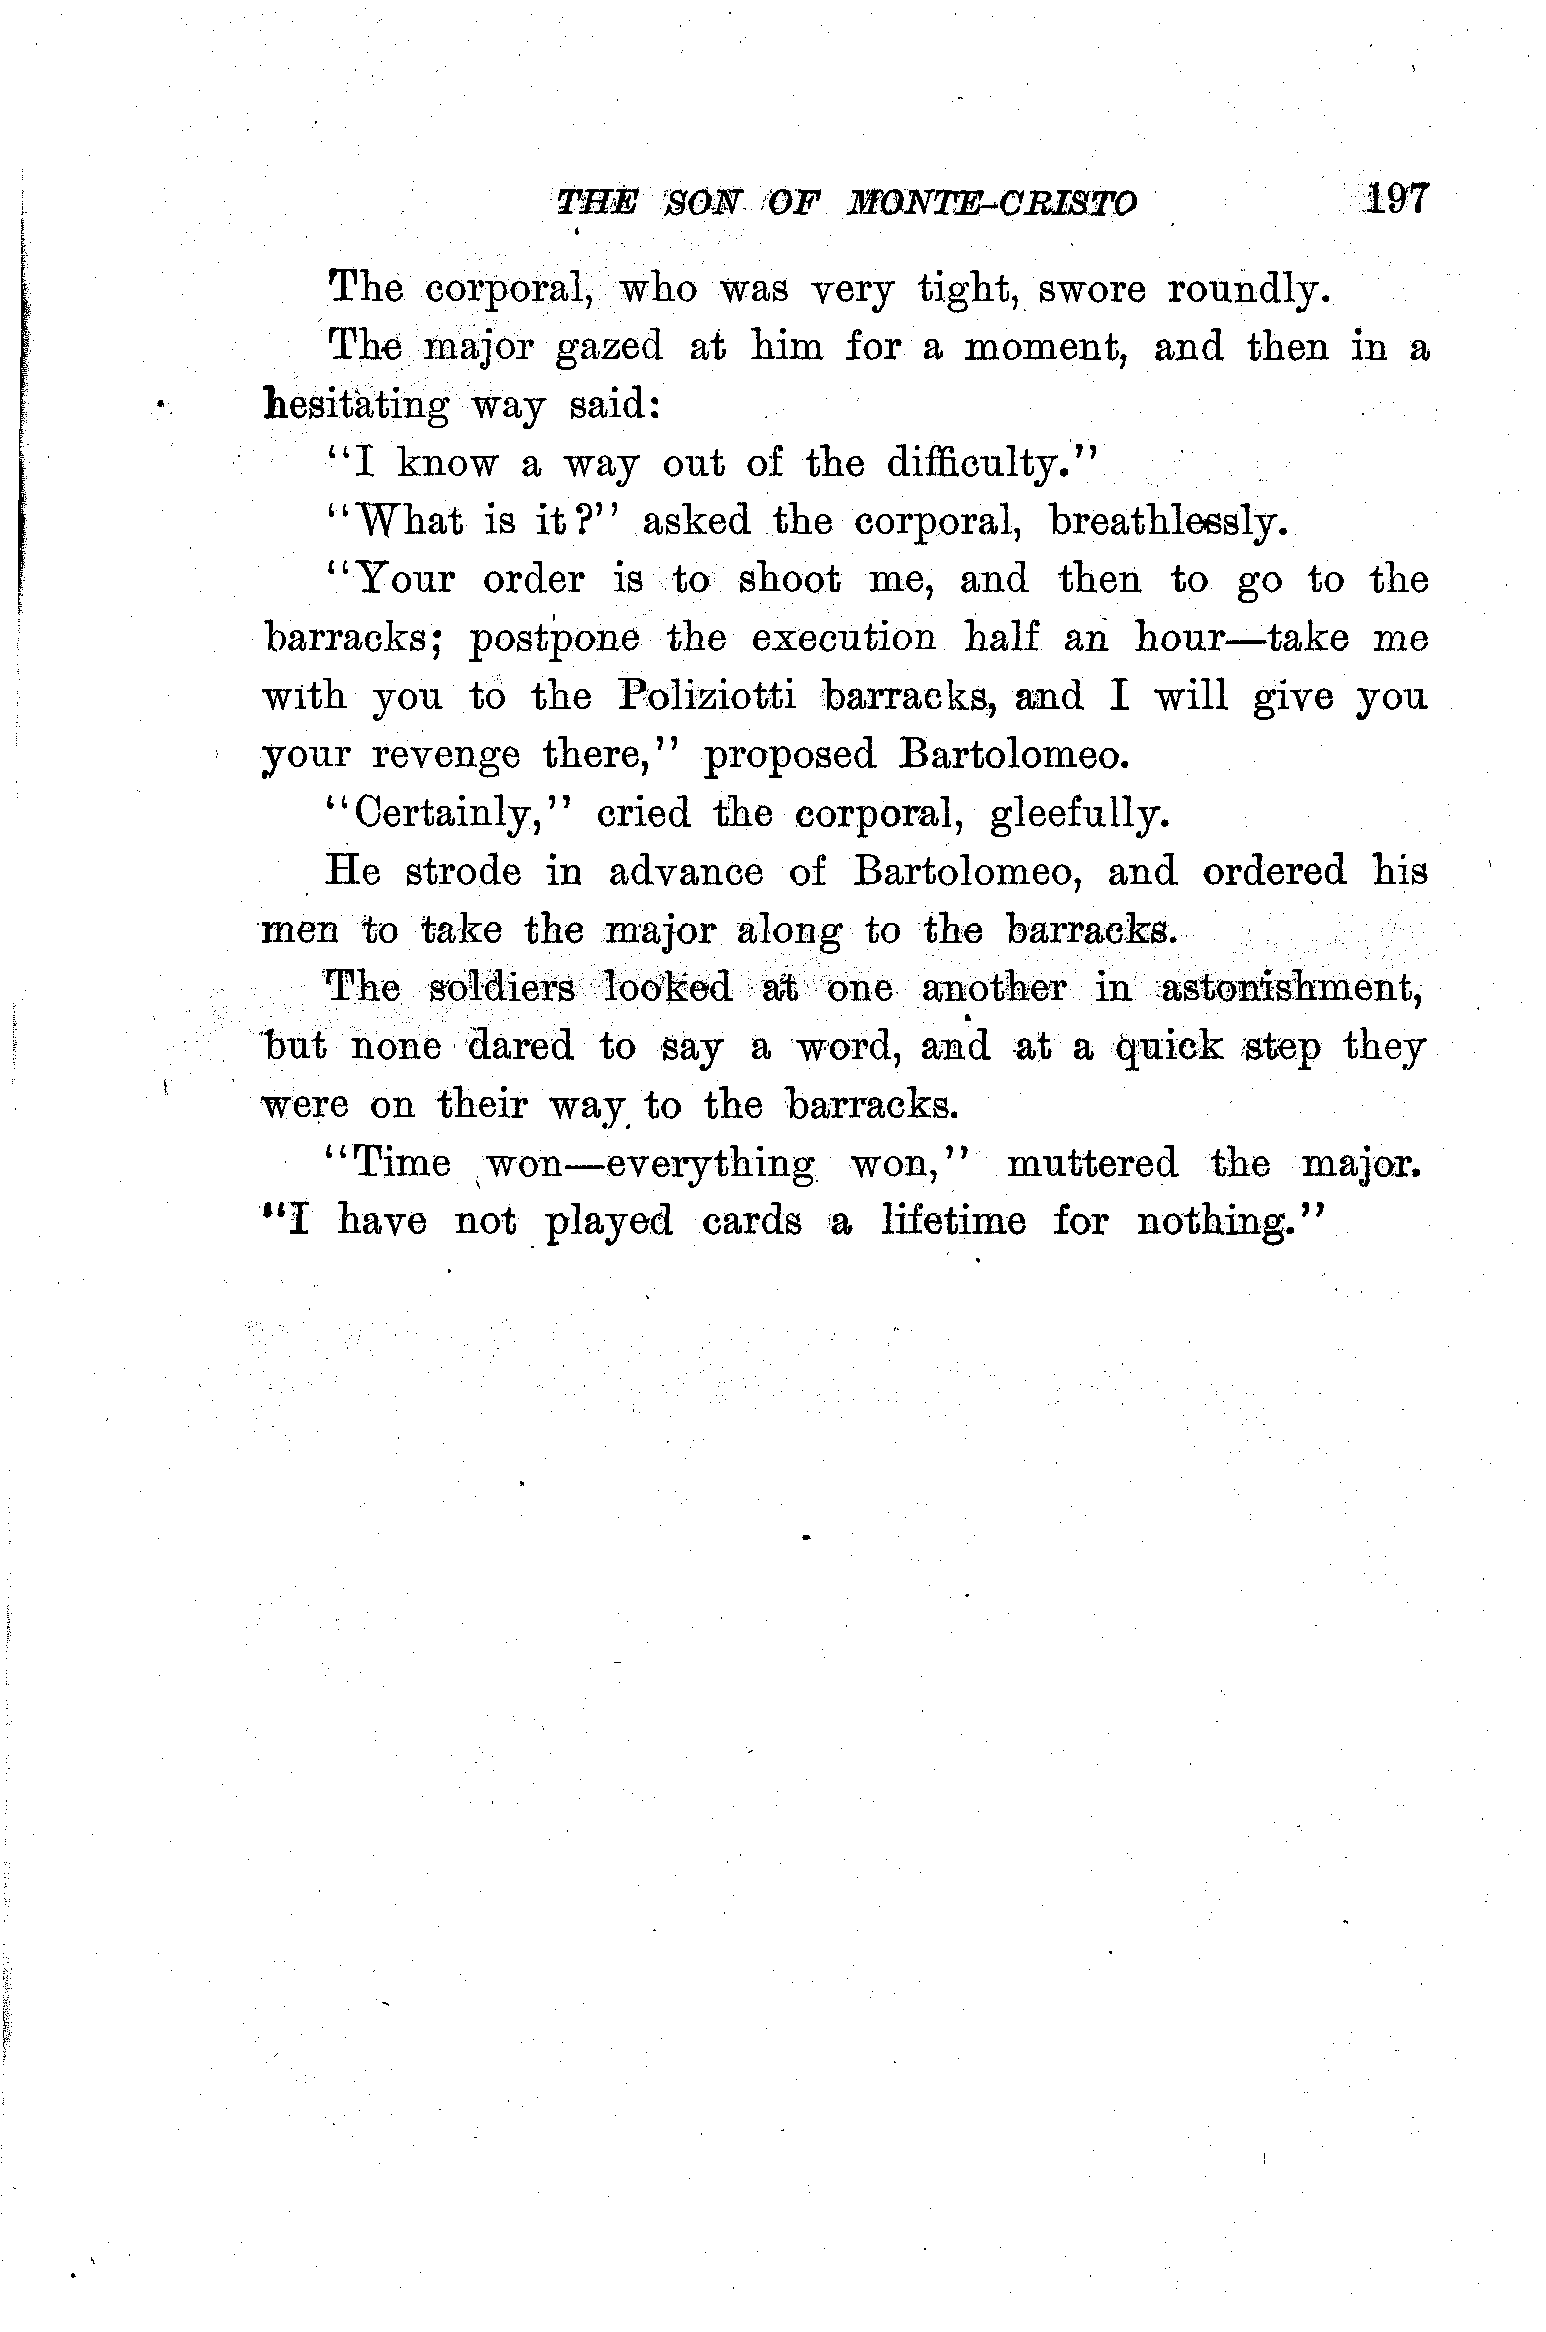 THE SON OF MONTE-CRISTO 197
The corporal, who was very tight, swore roundly.
The major gazed at him for a moment, and then in a
hesitating way said:
"I know a way out of the difficulty."
"What is it?" asked the corporal, breathlessly.
"Your order is to shoot me, and then to go to the
barracks; postpone the execution half an hour—take me
with you to the Poliziotti barracks, and I will give you
your revenge there," proposed Bartolomeo.
"Certainly," cried the corporal, gleefully.
He strode in advance of Bartolomeo, and ordered his
men to take the major along to the barracks.
The soldiers looked at one another in astonishment,
but none dared to say a word, and at a quick step they
were on their way to the barracks.
"Time won—everything won," muttered the major.
"I have not played cards a lifetime for nothing."